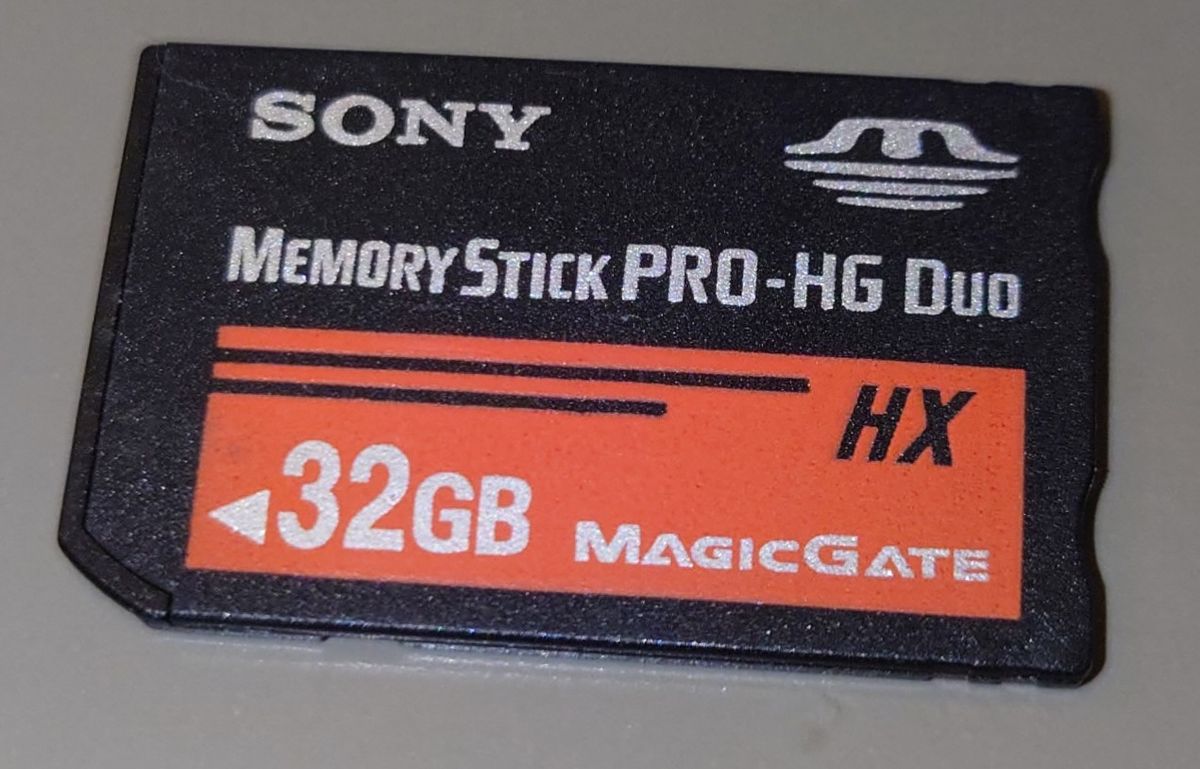 SONY
MEMORY STICK PRO-HG DUO
HX
32GB
MAGICGATE